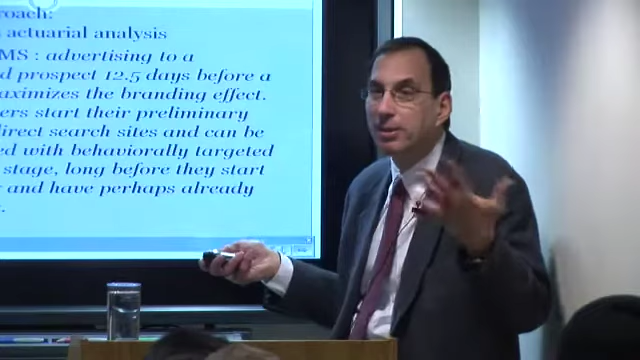 roach:
actuarial analysis
MS : advertising to a
d prospect 12.5 days before a
aximizes the branding effect.
ers start their preliminary
direct search sites and can be
ed with behaviorally targeted
stage, long before they start
and have perhaps already